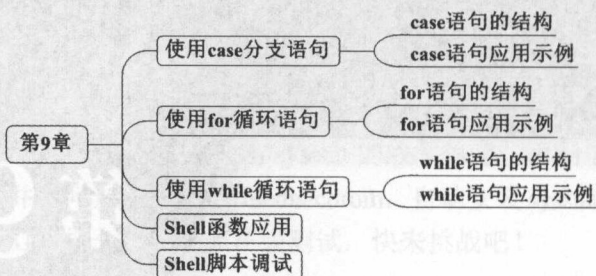 第9章
使用case分支语句
case语句的结构
case语句应用示例
使用for循环语句
for语句的结构
for语句应用示例
使用while循环语句
while语句的结构
while语句应用示例
Shell函数应用
Shell脚本调试